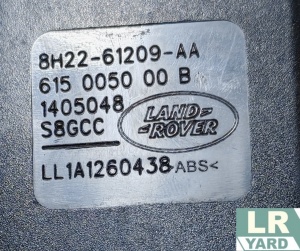 8H22-61209-AA
615 0050 00 B
1405048
S8GCC
LAND-
-ROVER
LL1A1260438 >ABS<
LR
YARD